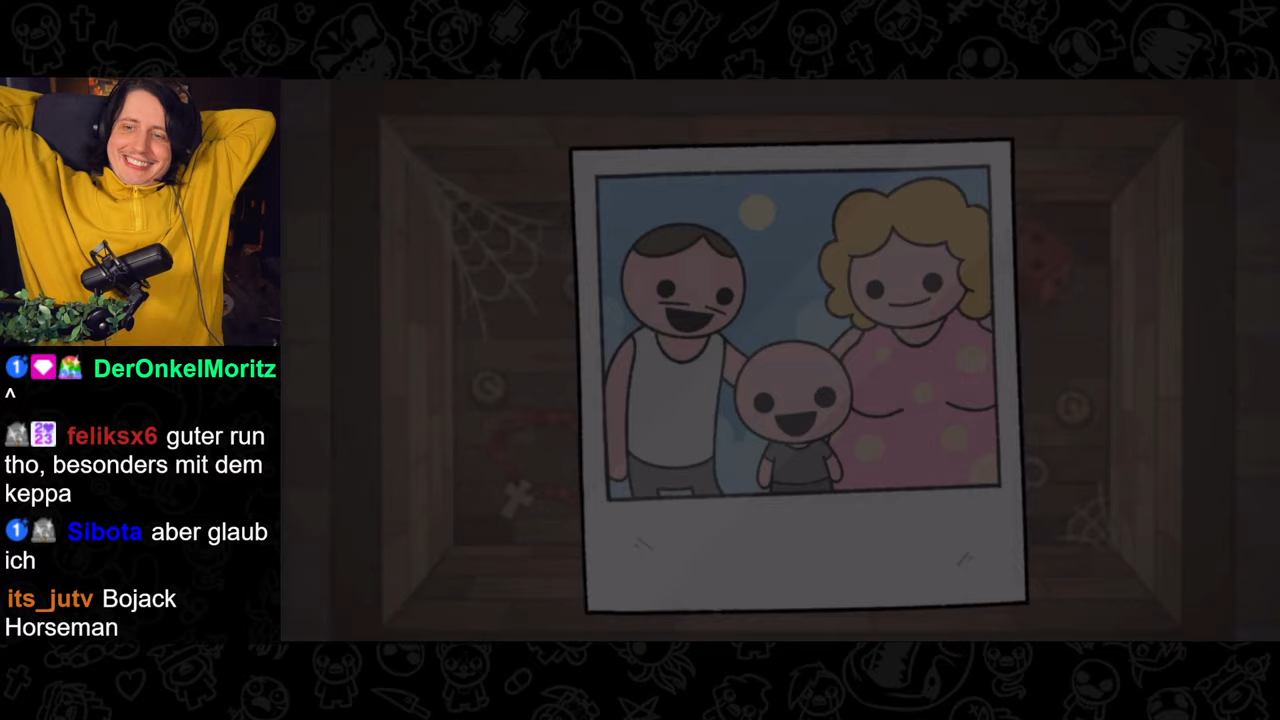 DerOnkelMoritz
^
feliksx6 guter run
tho, besonders mit dem
keppa
Sibota aber glaub
ich
its_jutv Bojack
Horseman